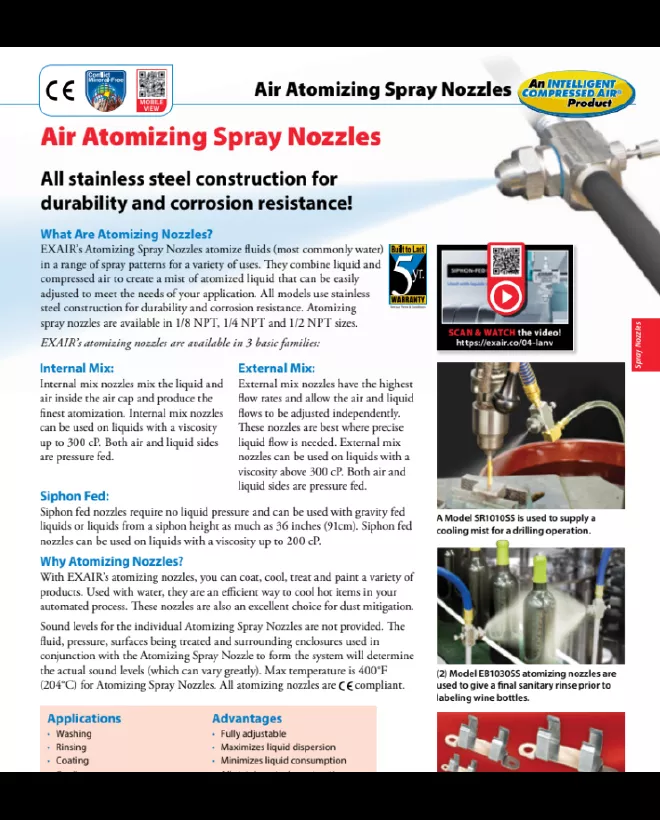 CE
Conflict
Mineral-Free
MOBILE
VIEW
Air Atomizing Spray Nozzles
An INTELLIGENT
COMPRESSED AIR®
Product
Air Atomizing Spray Nozzles
All stainless steel construction for
durability and corrosion resistance!
What Are Atomizing Nozzles?
EXAIR's Atomizing Spray Nozzles atomize fluids (most commonly water)
in a range of spray patterns for a variety of uses. They combine liquid and
compressed air to create a mist of atomized liquid that can be easily
adjusted to meet the needs of your application. All models use stainless
steel construction for durability and corrosion resistance. Atomizing
spray nozzles are available in 1/8 NPT, 1/4 NPT and 1/2 NPT sizes.
EXAIR's atomizing nozzles are available in 3 basic families:
Built to Last
5 yr.
WARRANTY
SIPHON-FED
SCAN & WATCH the video!
https://exair.co/04-lanv
Spray Nozzles
Internal Mix:
Internal mix nozzles mix the liquid and
air inside the air cap and produce the
finest atomization. Internal mix nozzles
can be used on liquids with a viscosity
up to 300 cP. Both air and liquid sides
are pressure fed.
External Mix:
External mix nozzles have the highest
flow rates and allow the air and liquid
flows to be adjusted independently.
These nozzles are best where precise
liquid flow is needed. External mix
nozzles can be used on liquids with a
viscosity above 300 cP. Both air and
liquid sides are pressure fed.
Siphon Fed:
Siphon fed nozzles require no liquid pressure and can be used with gravity fed
liquids or liquids from a siphon height as much as 36 inches (91cm). Siphon fed
nozzles can be used on liquids with a viscosity up to 200 cP.
A Model SR1010SS is used to supply a
cooling mist for a drilling operation.
Why Atomizing Nozzles?
With EXAIR's atomizing nozzles, you can coat, cool, treat and paint a variety of
products. Used with water, they are an efficient way to cool hot items in your
automated process. These nozzles are also an excellent choice for dust mitigation.
Sound levels for the individual Atomizing Spray Nozzles are not provided. The
fluid, pressure, surfaces being treated and surrounding enclosures used in
conjunction with the Atomizing Spray Nozzle to form the system will determine
the actual sound levels (which can vary greatly). Max temperature is 400°F
(204°C) for Atomizing Spray Nozzles. All atomizing nozzles are CE compliant.
(2) Model EB1030SS atomizing nozzles are
used to give a final sanitary rinse prior to
labeling wine bottles.
Applications
• Washing
• Rinsing
• Coating
Advantages
• Fully adjustable
• Maximizes liquid dispersion
• Minimizes liquid consumption